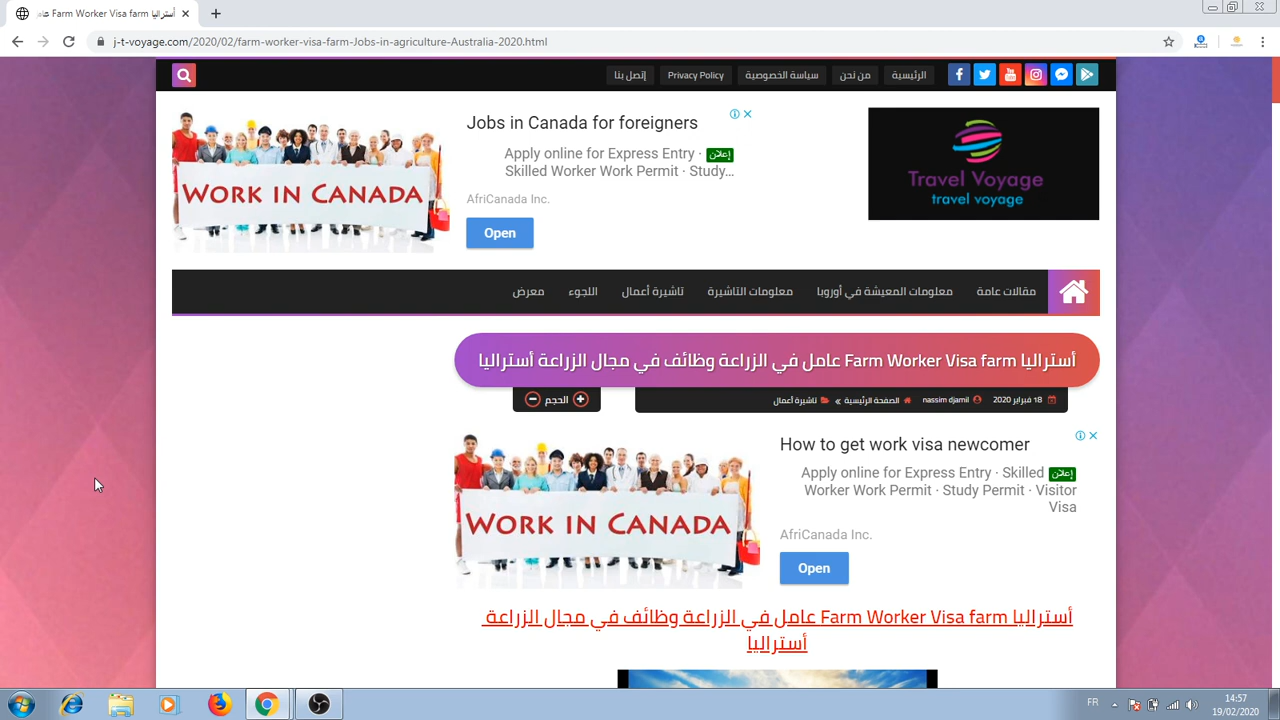 أستراليا Farm Worker Visa farm عا
j-t-voyage.com/2020/02/farm-worker-visa-farm-Jobs-in-agriculture-Australia-2020.html
الرئيسية
من نحن
سياسة الخصوصية
Privacy Policy
إتصل بنا
WORK IN CANADA
Jobs in Canada for foreigners
Apply online for Express Entry · إعلان
Skilled Worker Work Permit · Study...
AfriCanada Inc.
Open
Travel Voyage
travel voyage
مقالات عامة
معلومات المعيشة في أوروبا
معلومات التاشيرة
تاشيرة أعمال
اللجوء
معرض
أستراليا Farm Worker Visa farm عامل في الزراعة وظائف في مجال الزراعة أستراليا
18 فبراير 2020
nassim djamil
الصفحة الرئيسية »
تاشيرة أعمال
الحجم
WORK IN CANADA
How to get work visa newcomer
Apply online for Express Entry · Skilled إعلان
Worker Work Permit · Study Permit · Visitor
Visa
AfriCanada Inc.
Open
أستراليا Farm Worker Visa farm عامل في الزراعة وظائف في مجال الزراعة
أستراليا
FR
14:57
19/02/2020